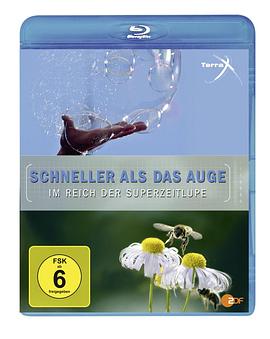 Blu-ray Disc
Terra X
SCHNELLER ALS DAS AUGE
IM REICH DER SUPERZEITLUPE
FSK
ab
6
freigegeben
ZDF